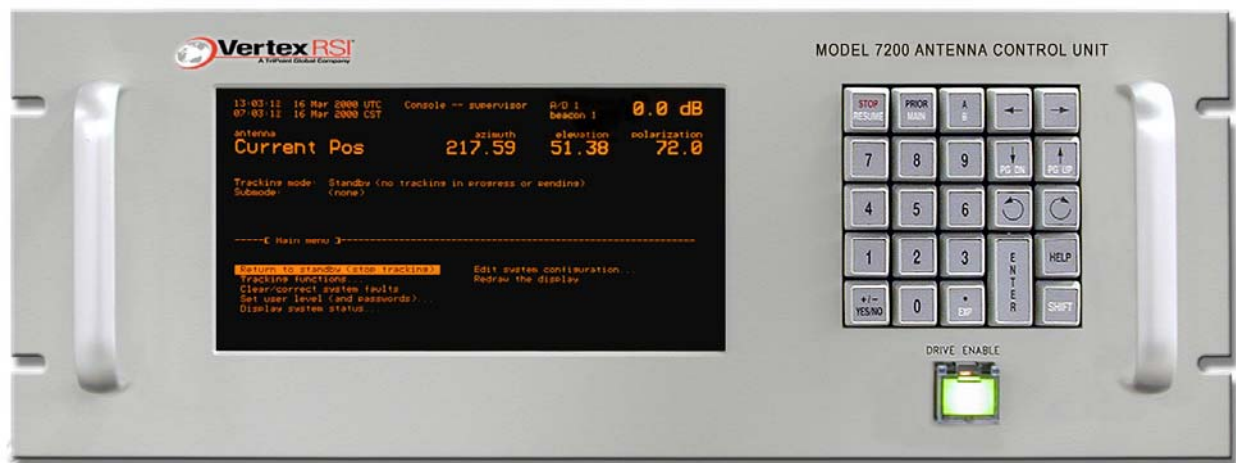 VertexRSI
A TriPoint Global Company
MODEL 7200 ANTENNA CONTROL UNIT
13:03:12 16 Mar 2000 UTC Console -- supervisor A/D 1 0.0 dB
07:03:12 16 Mar 2000 CST beacon 1
antenna azimuth elevation polarization
Current Pos 217.59 51.38 72.0
Tracking mode: Standby (no tracking in progress or pending)
Submode: (none)
-----[ Main menu ]-----
Return to standby (stop tracking) Edit system configuration...
Tracking functions... Redraw the display
Clear/correct system faults
Set user level (and passwords)...
Display system status...
STOP RESUME PRIOR MAIN A B ← →
7 8 9 ↓ PG DN ↑ PG UP
4 5 6
1 2 3 ENTER HELP
+/- YES/NO 0 • EXP SHIFT
DRIVE ENABLE